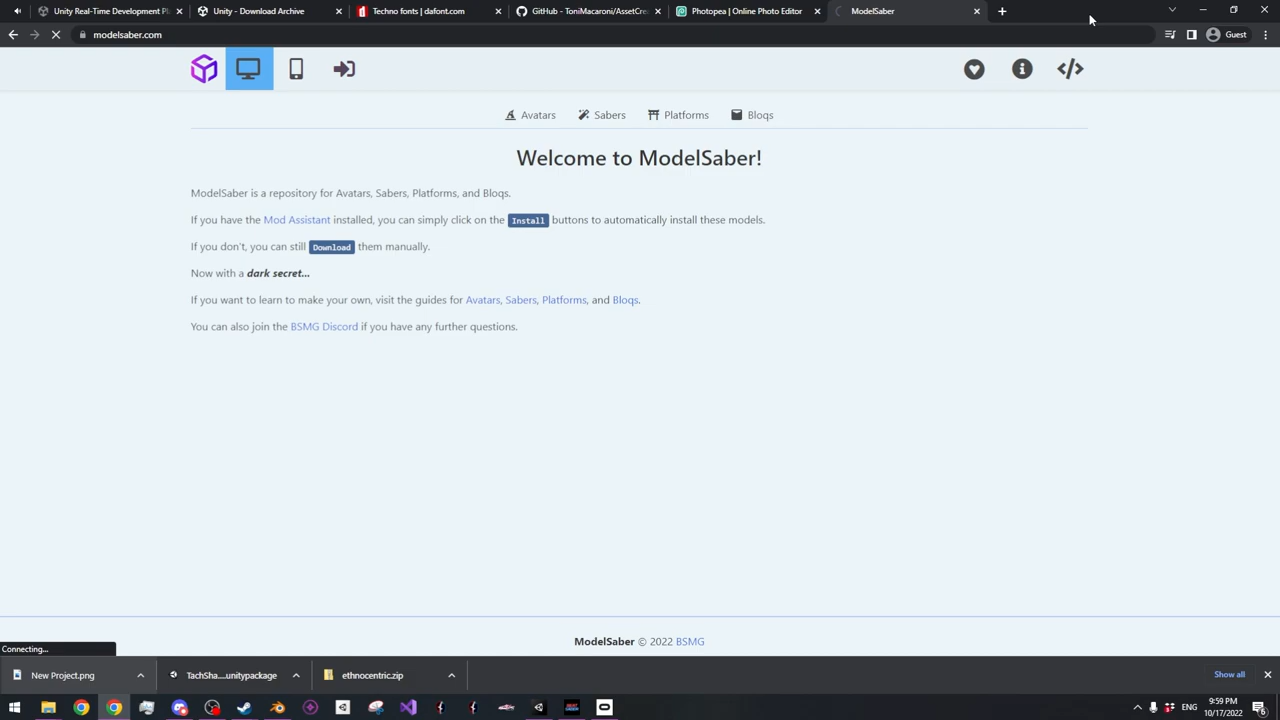 Unity Real-Time Development Pl
Unity - Download Archive
Techno fonts | dafont.com
GitHub - ToniMacaroni/AssetCre
Photopea | Online Photo Editor
ModelSaber
modelsaber.com
Guest
Avatars
Sabers
Platforms
Bloqs
Welcome to ModelSaber!
ModelSaber is a repository for Avatars, Sabers, Platforms, and Bloqs.
If you have the Mod Assistant installed, you can simply click on the Install buttons to automatically install these models.
If you don't, you can still Download them manually.
Now with a dark secret...
If you want to learn to make your own, visit the guides for Avatars, Sabers, Platforms, and Bloqs.
You can also join the BSMG Discord if you have any further questions.
ModelSaber © 2022 BSMG
Connecting...
New Project.png
TachSha....unitypackage
ethnocentric.zip
Show all
9:59 PM
10/17/2022